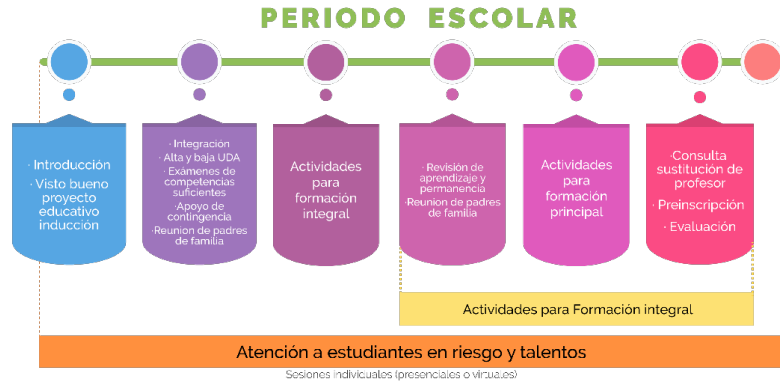 PERIODO ESCOLAR
· Introducción
· Visto bueno
proyecto
educativo
inducción
· Integración
· Alta y baja UDA
· Exámenes de
competencias
suficientes
· Apoyo de
contingencia
·Reunion de padres
de familia
Actividades
para
formación
integral
· Revisión de
aprendizaje y
permanencia
·Reunion de padres
de familia
Actividades
para
formación
principal
·Consulta
sustitución de
profesor
· Preinscripción
· Evaluación
Actividades para Formación integral
Atención a estudiantes en riesgo y talentos
Sesiones individuales (presenciales o virtuales)